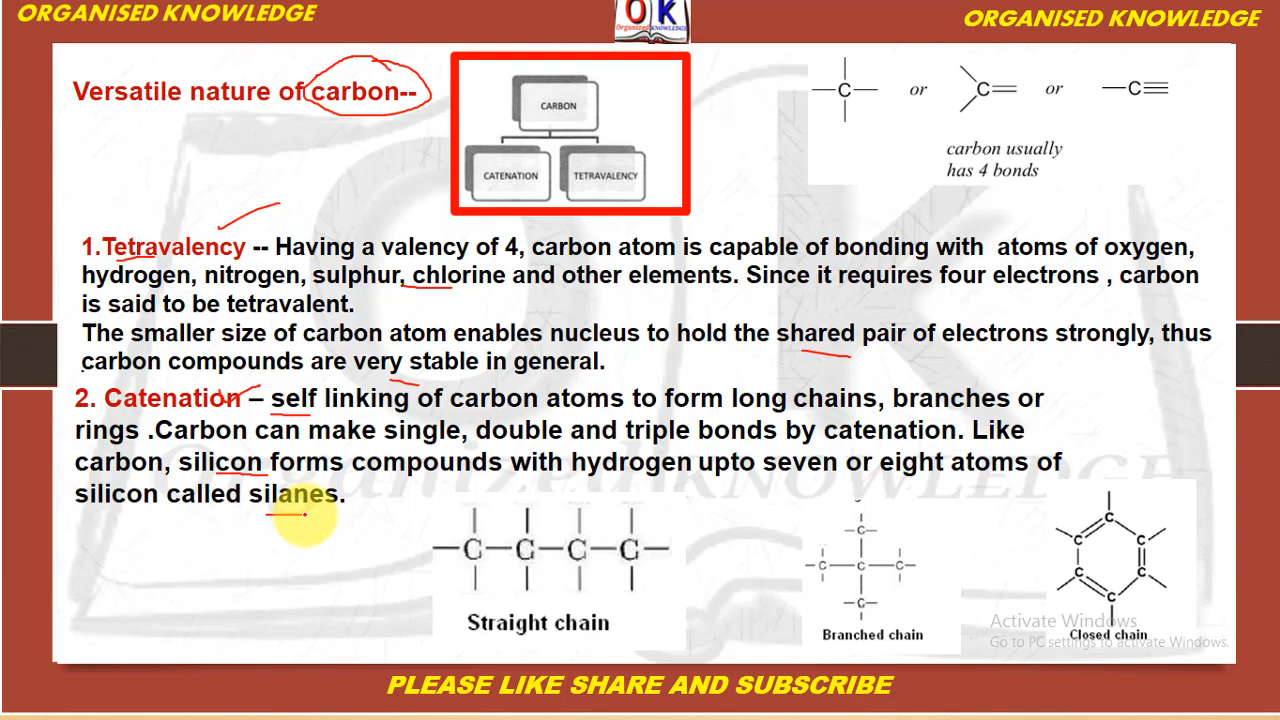 ORGANISED KNOWLEDGE
OK
Organized KNOWLEDGE
ORGANISED KNOWLEDGE
Versatile nature of carbon--
CARBON
CATENATION
TETRAVALENCY
—C— or C= or —C≡
carbon usually
has 4 bonds
1.Tetravalency -- Having a valency of 4, carbon atom is capable of bonding with atoms of oxygen,
hydrogen, nitrogen, sulphur, chlorine and other elements. Since it requires four electrons , carbon
is said to be tetravalent.
The smaller size of carbon atom enables nucleus to hold the shared pair of electrons strongly, thus
carbon compounds are very stable in general.
2. Catenation – self linking of carbon atoms to form long chains, branches or
rings .Carbon can make single, double and triple bonds by catenation. Like
carbon, silicon forms compounds with hydrogen upto seven or eight atoms of
silicon called silanes.
OK
Organized KNOWLEDGE
—C—C—C—C—
Straight chain
C
C C C
C
Branched chain
C
C C
C C
C
Closed chain
Activate Windows
Go to PC settings to activate Windows.
PLEASE LIKE SHARE AND SUBSCRIBE